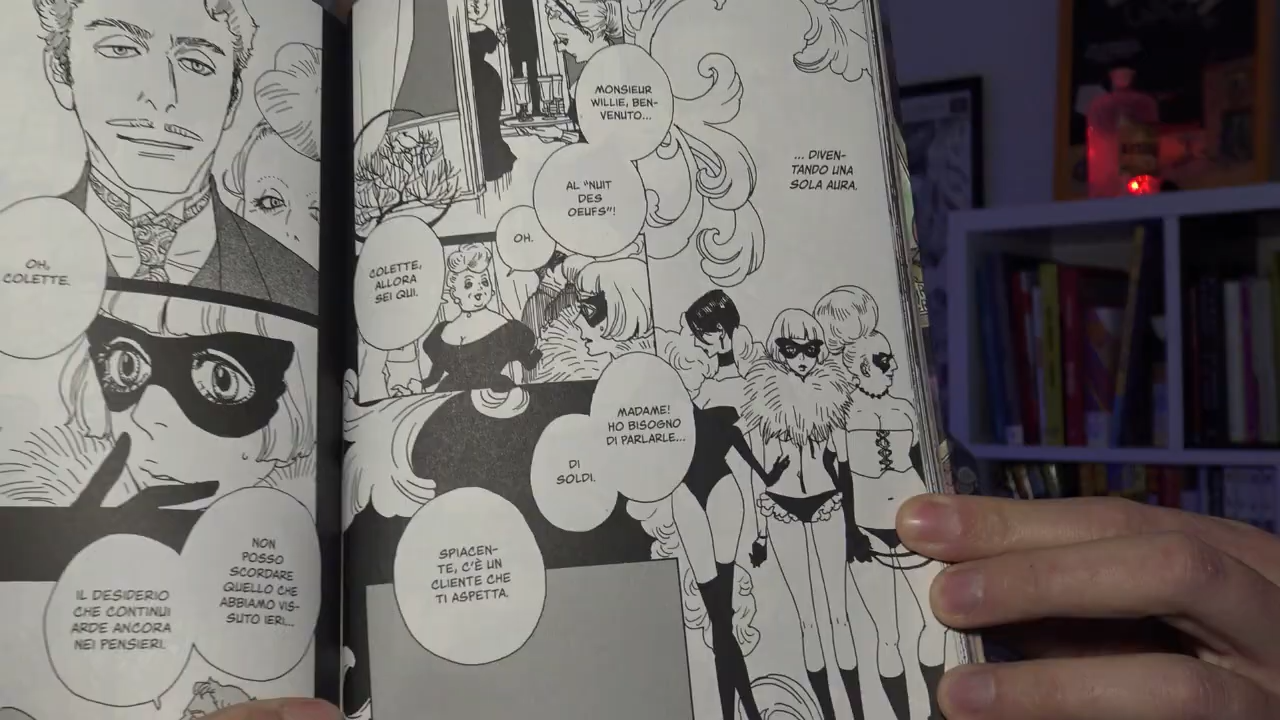 ... DIVEN-
TANDO UNA
SOLA AURA.
MONSIEUR
WILLIE, BEN-
VENUTO...
AL "NUIT
DES
OEUFS"!
OH.
COLETTE,
ALLORA
SEI QUI.
MADAME!
HO BISOGNO
DI PARLARLE...
DI
SOLDI.
SPIACEN-
TE, C'È UN
CLIENTE CHE
TI ASPETTA.
OH,
COLETTE.
NON
POSSO
SCORDARE
QUELLO CHE
ABBIAMO VIS-
SUTO IERI...
IL DESIDERIO
CHE CONTINUI
ARDE ANCORA
NEI PENSIERI.